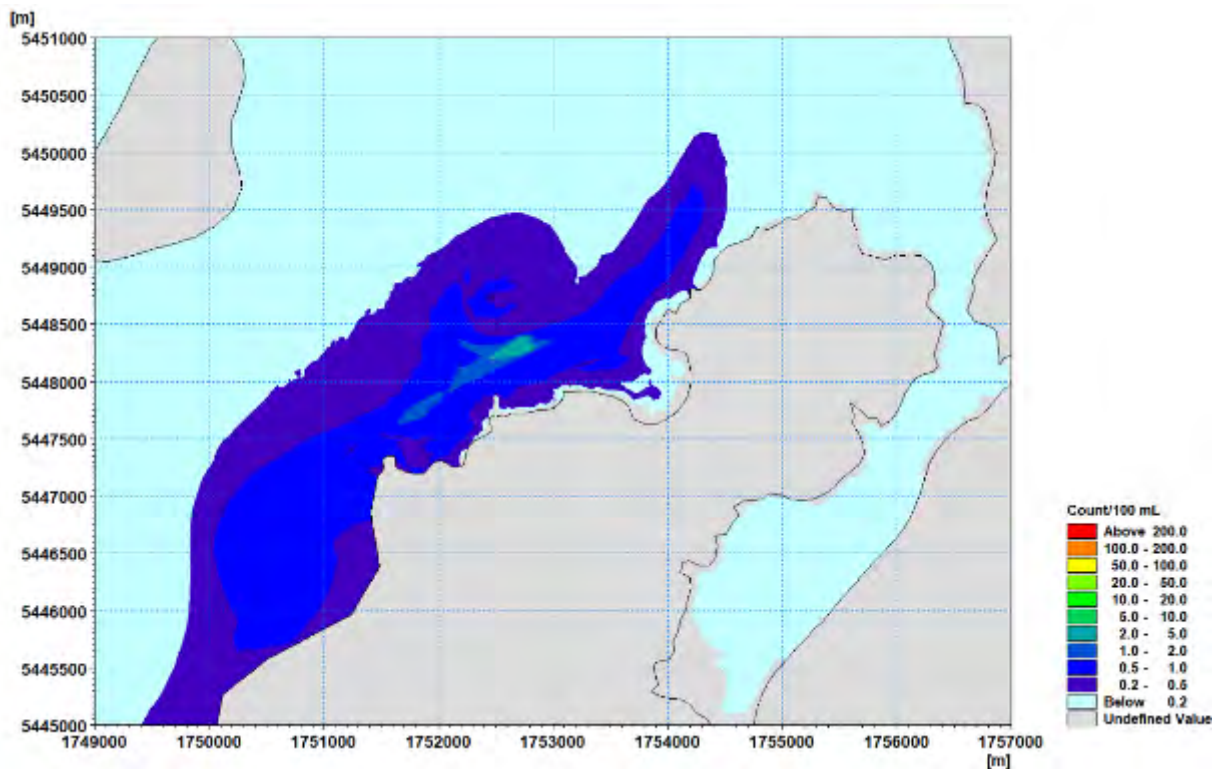 [m]
5451000
5450500
5450000
5449500
5449000
5448500
5448000
5447500
5447000
5446500
5446000
5445500
5445000
1749000 1750000 1751000 1752000 1753000 1754000 1755000 1756000 1757000
[m]
Count/100 mL
Above 200.0
100.0 - 200.0
50.0 - 100.0
20.0 - 50.0
10.0 - 20.0
5.0 - 10.0
2.0 - 5.0
1.0 - 2.0
0.5 - 1.0
0.2 - 0.5
Below 0.2
Undefined Value